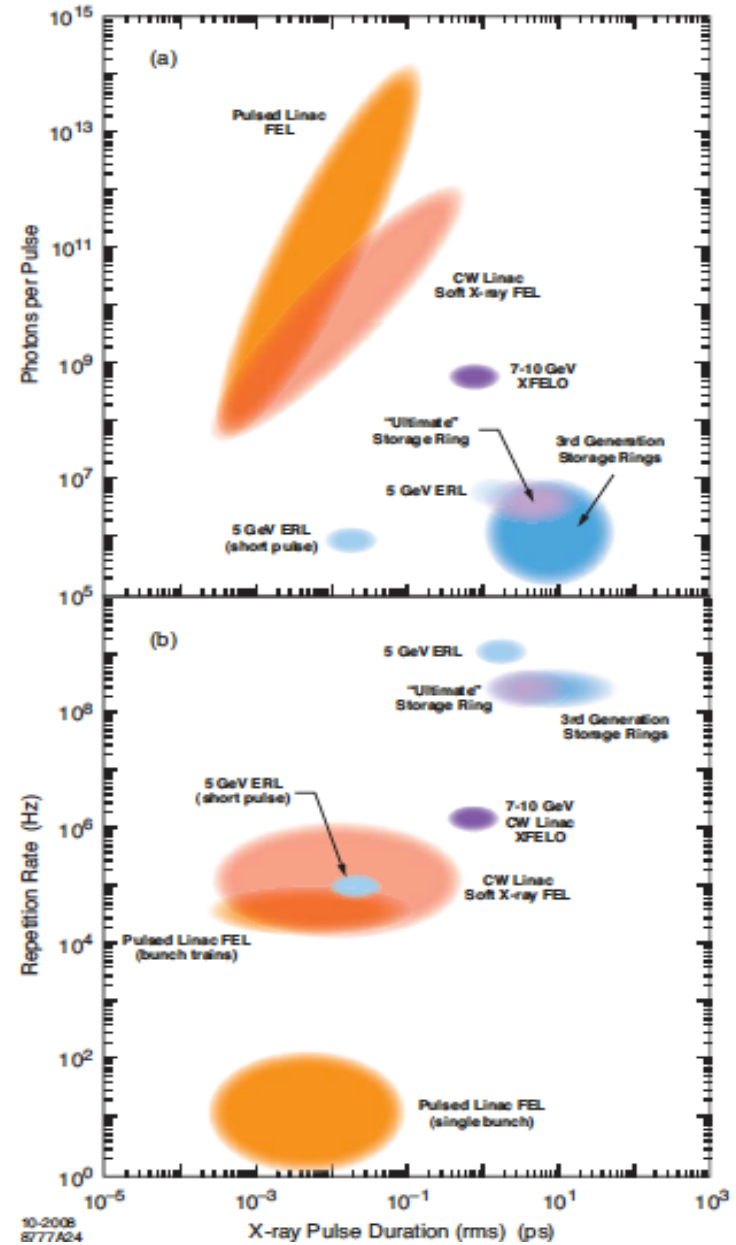 10^15
(a)
Pulsed Linac
FEL
10^13
10^11
CW Linac
Soft X-ray FEL
Photons per Pulse
10^9
7-10 GeV
XFELO
"Ultimate"
Storage Ring
3rd Generation
Storage Rings
10^7
5 GeV ERL
5 GeV ERL
(short pulse)
10^5
(b)
5 GeV ERL
"Ultimate"
Storage Ring
10^8
3rd Generation
Storage Rings
5 GeV ERL
(short pulse)
7-10 GeV
CW Linac
XFELO
10^6
Repetition Rate (Hz)
CW Linac
Soft X-ray FEL
Pulsed Linac FEL
(bunch trains)
10^4
10^2
Pulsed Linac FEL
(single bunch)
10^0
10^-5
10^-3
10^-1
10^1
10^3
X-ray Pulse Duration (rms) (ps)
10-2008
8777A24